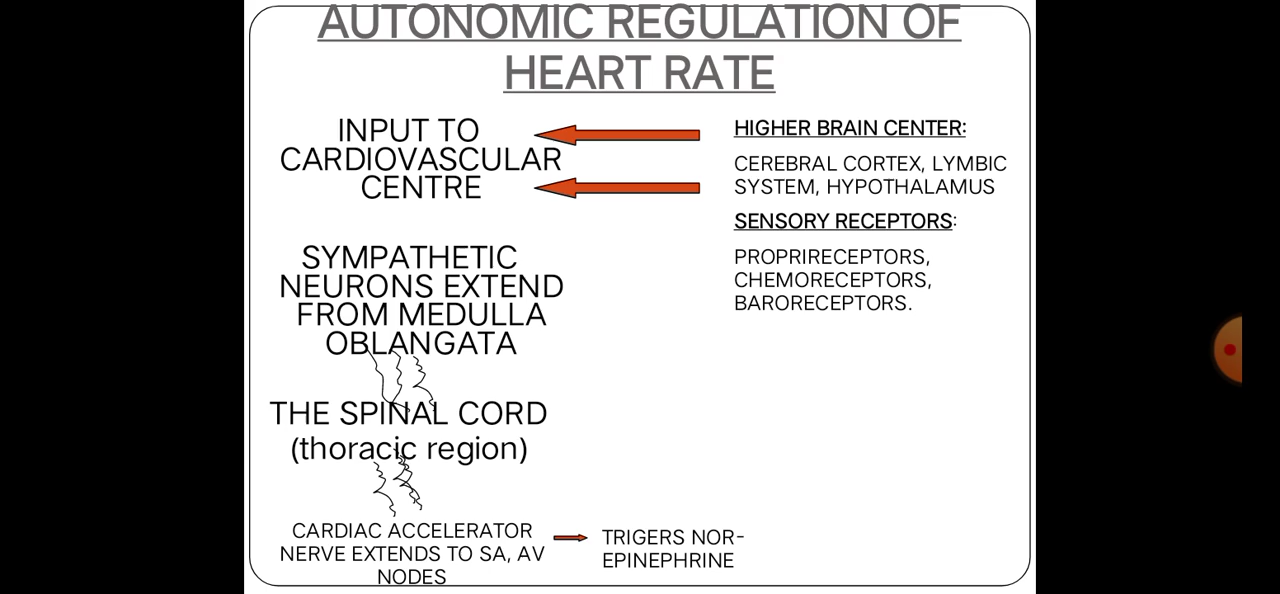 AUTONOMIC REGULATION OF
HEART RATE
INPUT TO
CARDIOVASCULAR
CENTRE
HIGHER BRAIN CENTER:
CEREBRAL CORTEX, LYMBIC
SYSTEM, HYPOTHALAMUS
SENSORY RECEPTORS:
PROPRIRECEPTORS,
CHEMORECEPTORS,
BARORECEPTORS.
SYMPATHETIC
NEURONS EXTEND
FROM MEDULLA
OBLANGATA
THE SPINAL CORD
(thoracic region)
CARDIAC ACCELERATOR
NERVE EXTENDS TO SA, AV
NODES
TRIGERS NOR-
EPINEPHRINE